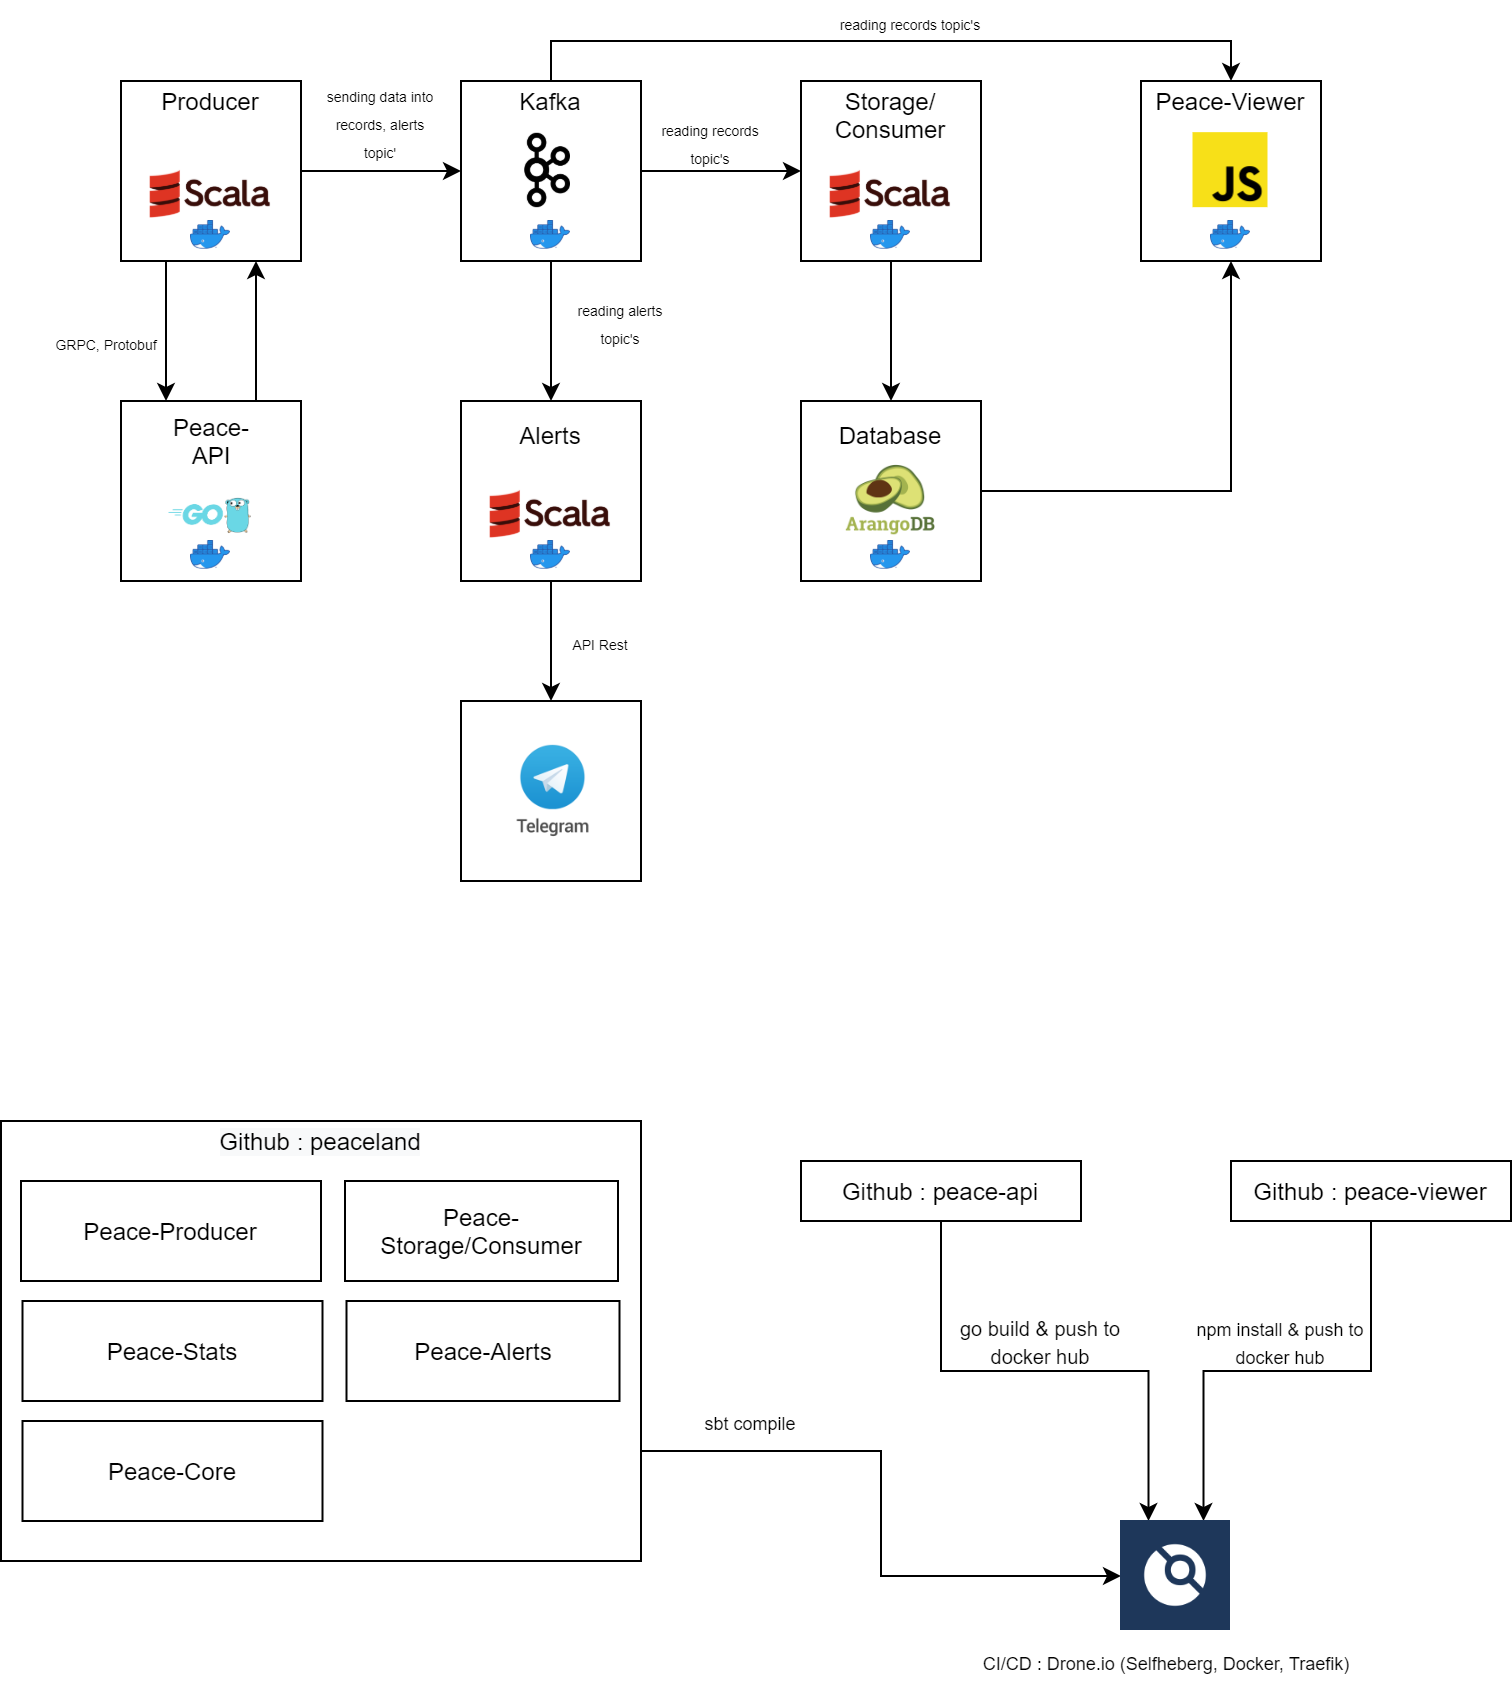 reading records topic's
Producer
sending data into
records, alerts
topic'
Kafka
reading records
topic's
Storage/
Consumer
Peace-Viewer
Scala
Scala
JS
GRPC, Protobuf
reading alerts
topic's
Peace-
API
GO
Alerts
Scala
Database
ArangoDB
API Rest
Telegram
Github : peaceland
Peace-Producer
Peace-
Storage/Consumer
Peace-Stats
Peace-Alerts
Peace-Core
Github : peace-api
Github : peace-viewer
go build & push to
docker hub
npm install & push to
docker hub
sbt compile
CI/CD : Drone.io (Selfheberg, Docker, Traefik)